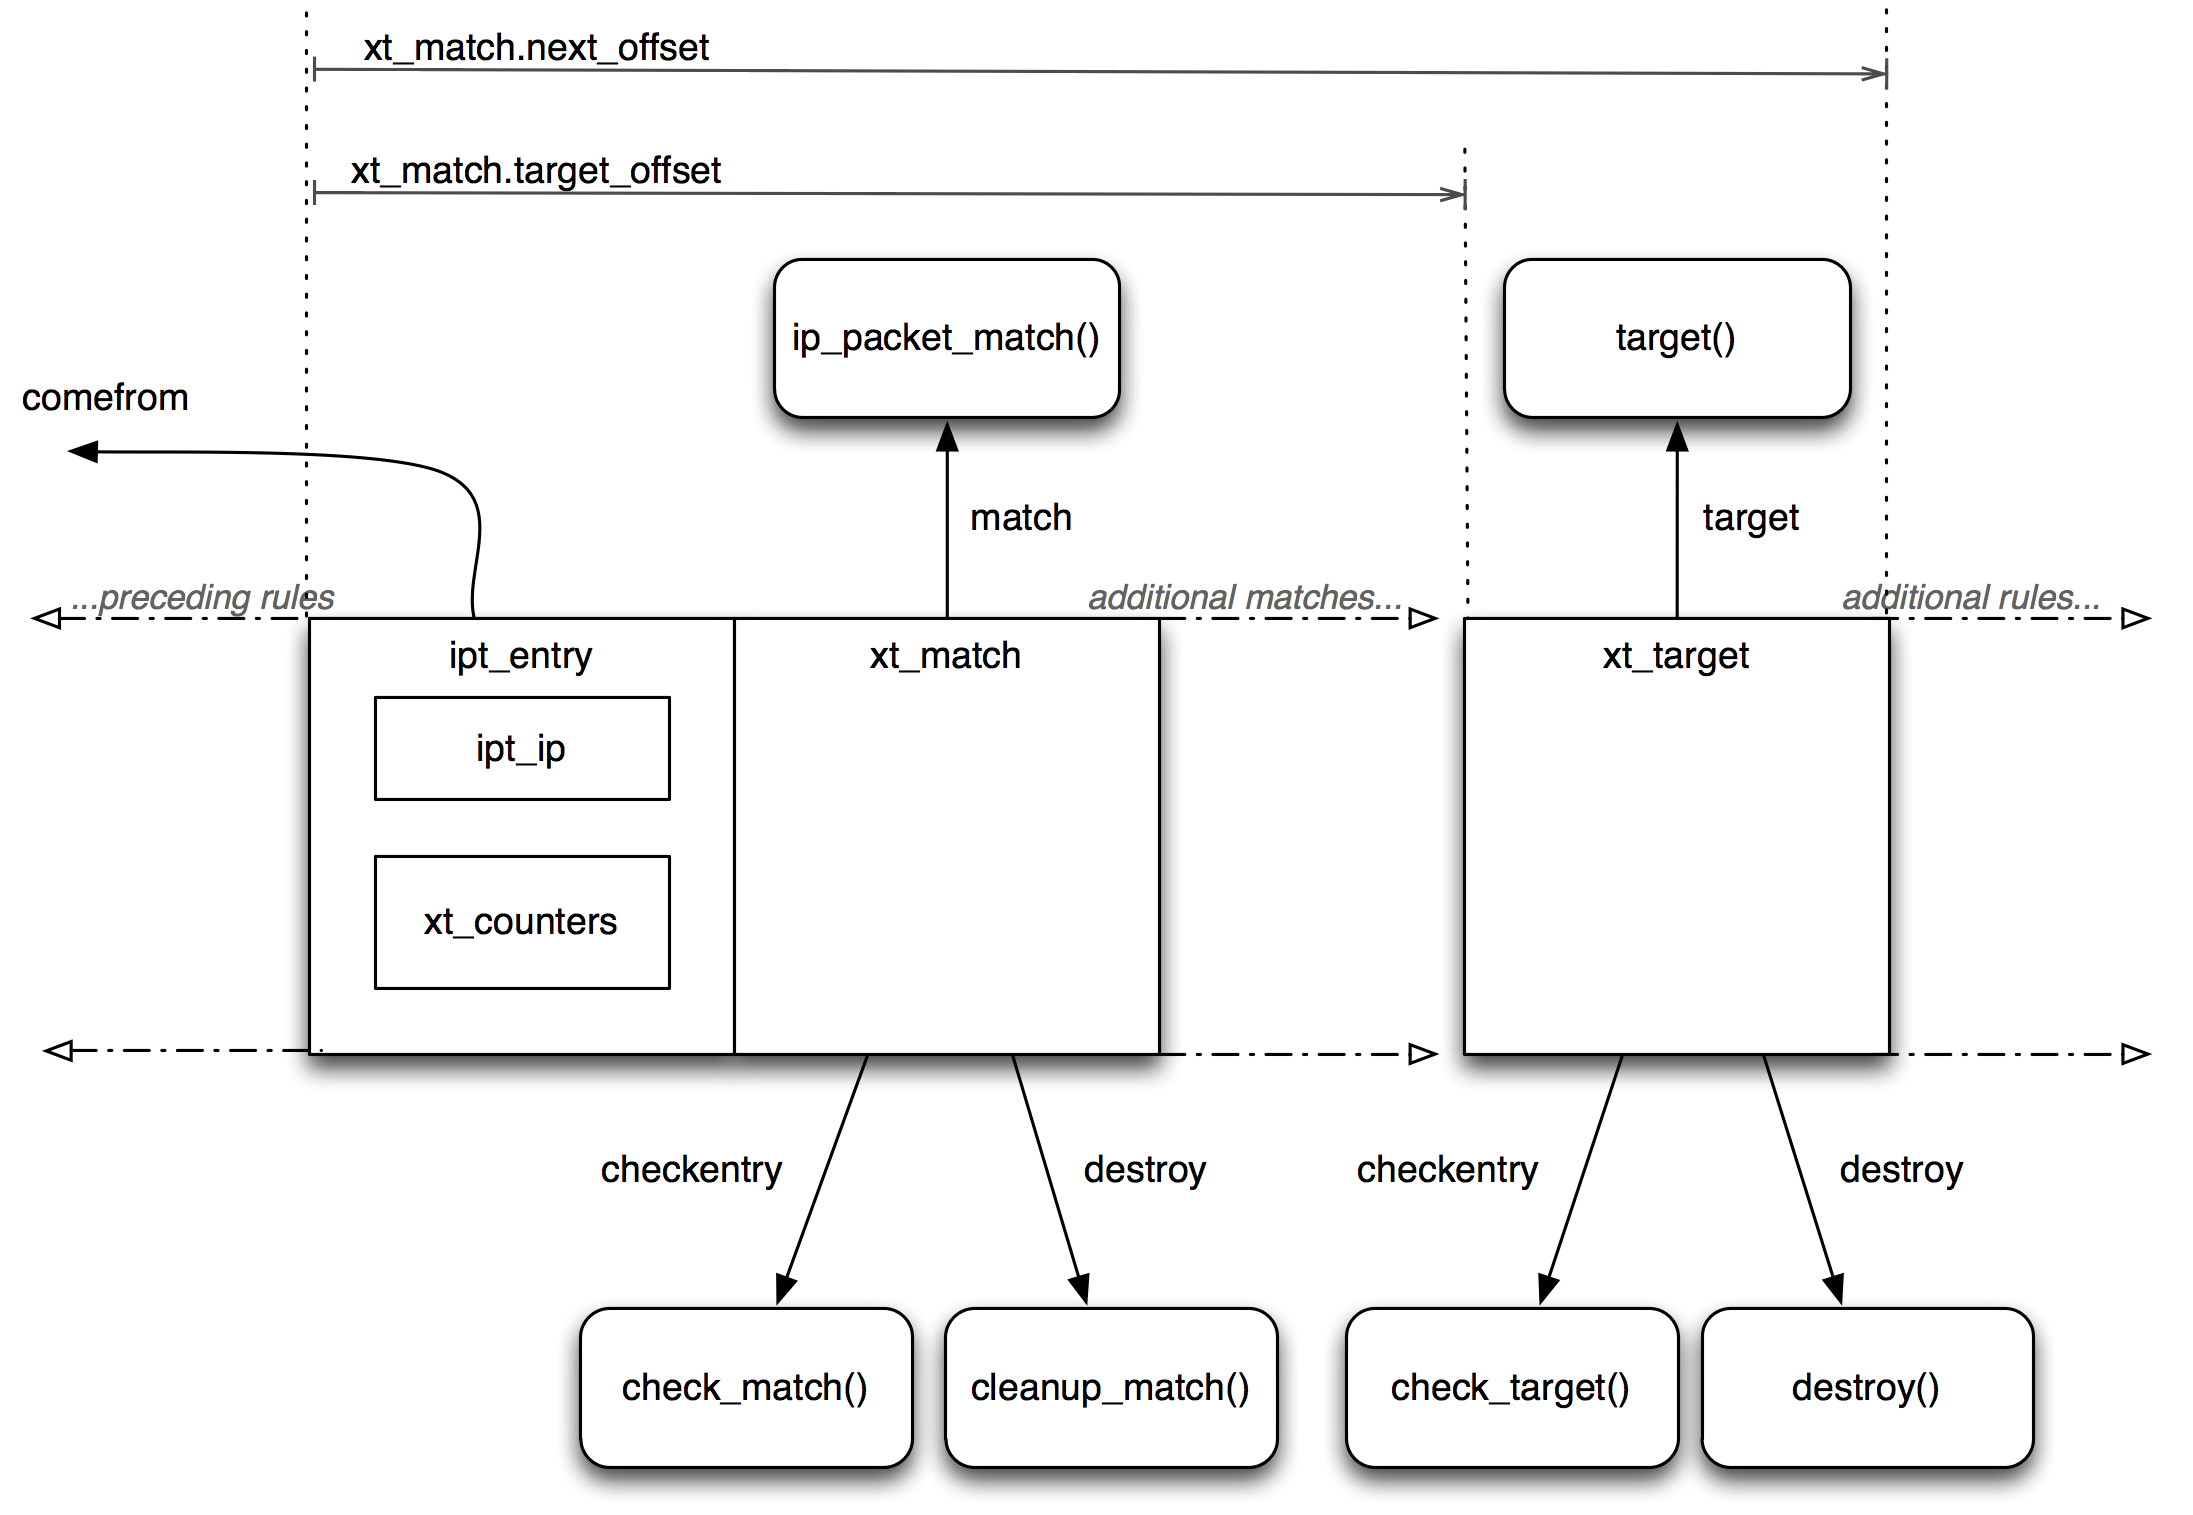 xt_match.next_offset
xt_match.target_offset
ip_packet_match()
target()
comefrom
match
target
...preceding rules
additional matches...
additional rules...
ipt_entry
xt_match
xt_target
ipt_ip
xt_counters
checkentry
destroy
checkentry
destroy
check_match()
cleanup_match()
check_target()
destroy()